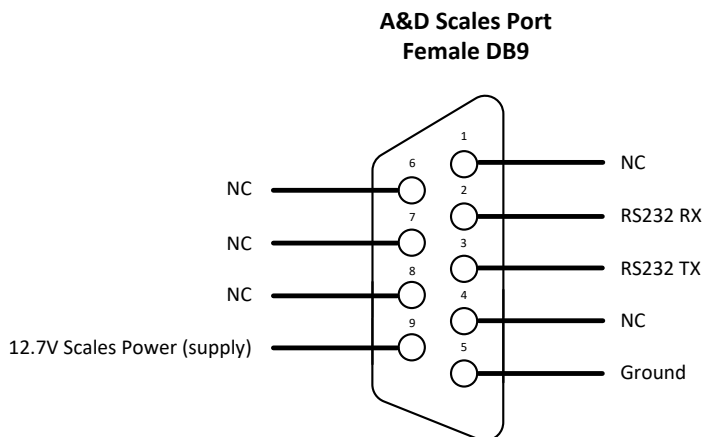 A&D Scales Port
Female DB9
1
NC
6
NC
2
RS232 RX
7
NC
3
RS232 TX
8
NC
4
NC
9
12.7V Scales Power (supply)
5
Ground